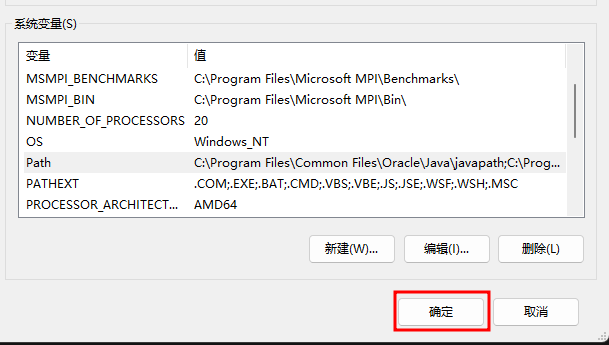 系统变量(S)
变量 值
MSMPI_BENCHMARKS C:\Program Files\Microsoft MPI\Benchmarks\
MSMPI_BIN C:\Program Files\Microsoft MPI\Bin\
NUMBER_OF_PROCESSORS 20
OS Windows_NT
Path C:\Program Files\Common Files\Oracle\Java\javapath;C:\Prog...
PATHEXT .COM;.EXE;.BAT;.CMD;.VBS;.VBE;.JS;.JSE;.WSF;.WSH;.MSC
PROCESSOR_ARCHITECT... AMD64
新建(W)... 编辑(I)... 删除(L)
确定 取消